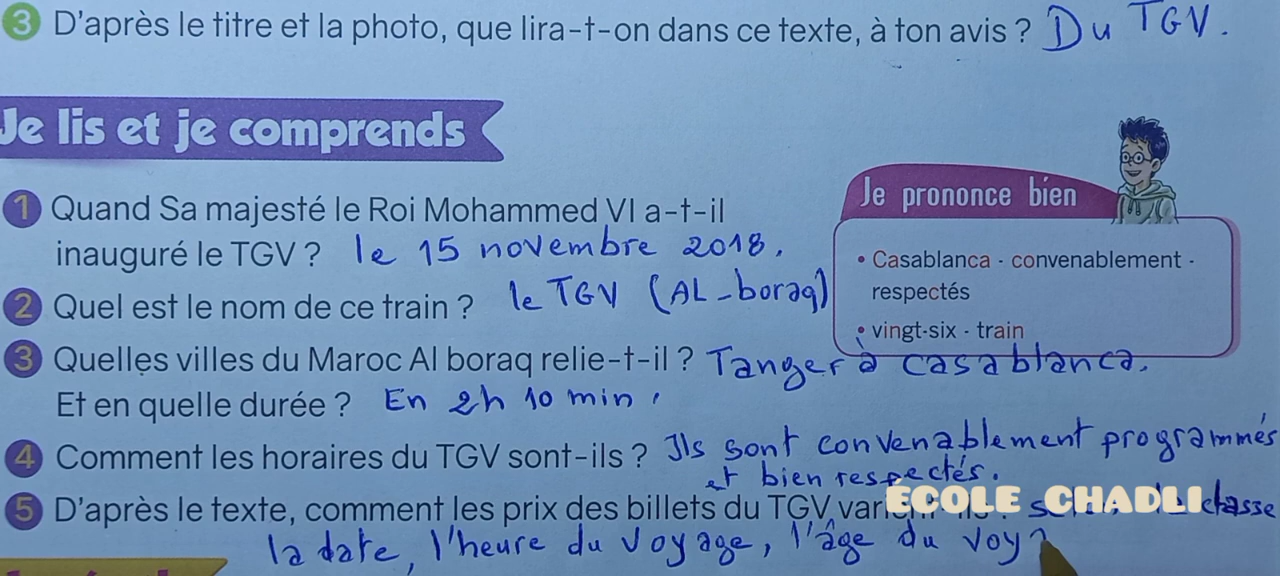 3 D'après le titre et la photo, que lira-t-on dans ce texte, à ton avis ? Du TGV.
Je lis et je comprends
1 Quand Sa majesté le Roi Mohammed VI a-t-il
inauguré le TGV ? le 15 novembre 2018.
2 Quel est le nom de ce train ? le TGV (AL-boraq)
3 Quelles villes du Maroc Al boraq relie-t-il ? Tanger à casablanca.
Et en quelle durée ? En 2h 10 min.
4 Comment les horaires du TGV sont-ils ? Ils sont convenablement programmés
et bien respectés.
5 D'après le texte, comment les prix des billets du TGV classe
la date, l'heure du voyage, l'âge du
Je prononce bien
• Casablanca - convenablement -
respectés
• vingt-six - train
ÉCOLE CHADLI